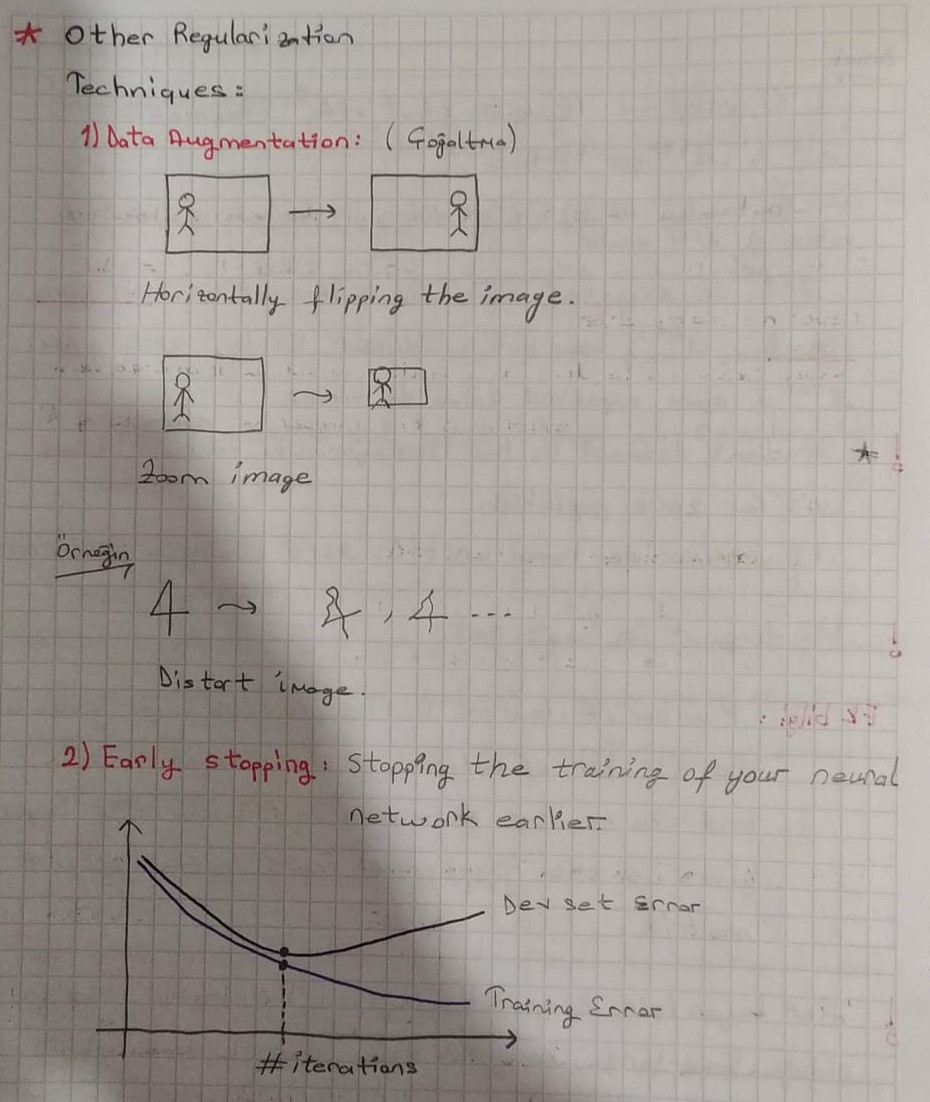 * Other Regularization
Techniques:
1) Data Augmentation: (Çoğaltma)
Horizontally flipping the image.
Zoom image
Örneğin
4 → 4, 4 ...
Distort image.
2) Early stopping: Stopping the training of your neural
network earlier.
Dev set Error
Training Error
#iterations